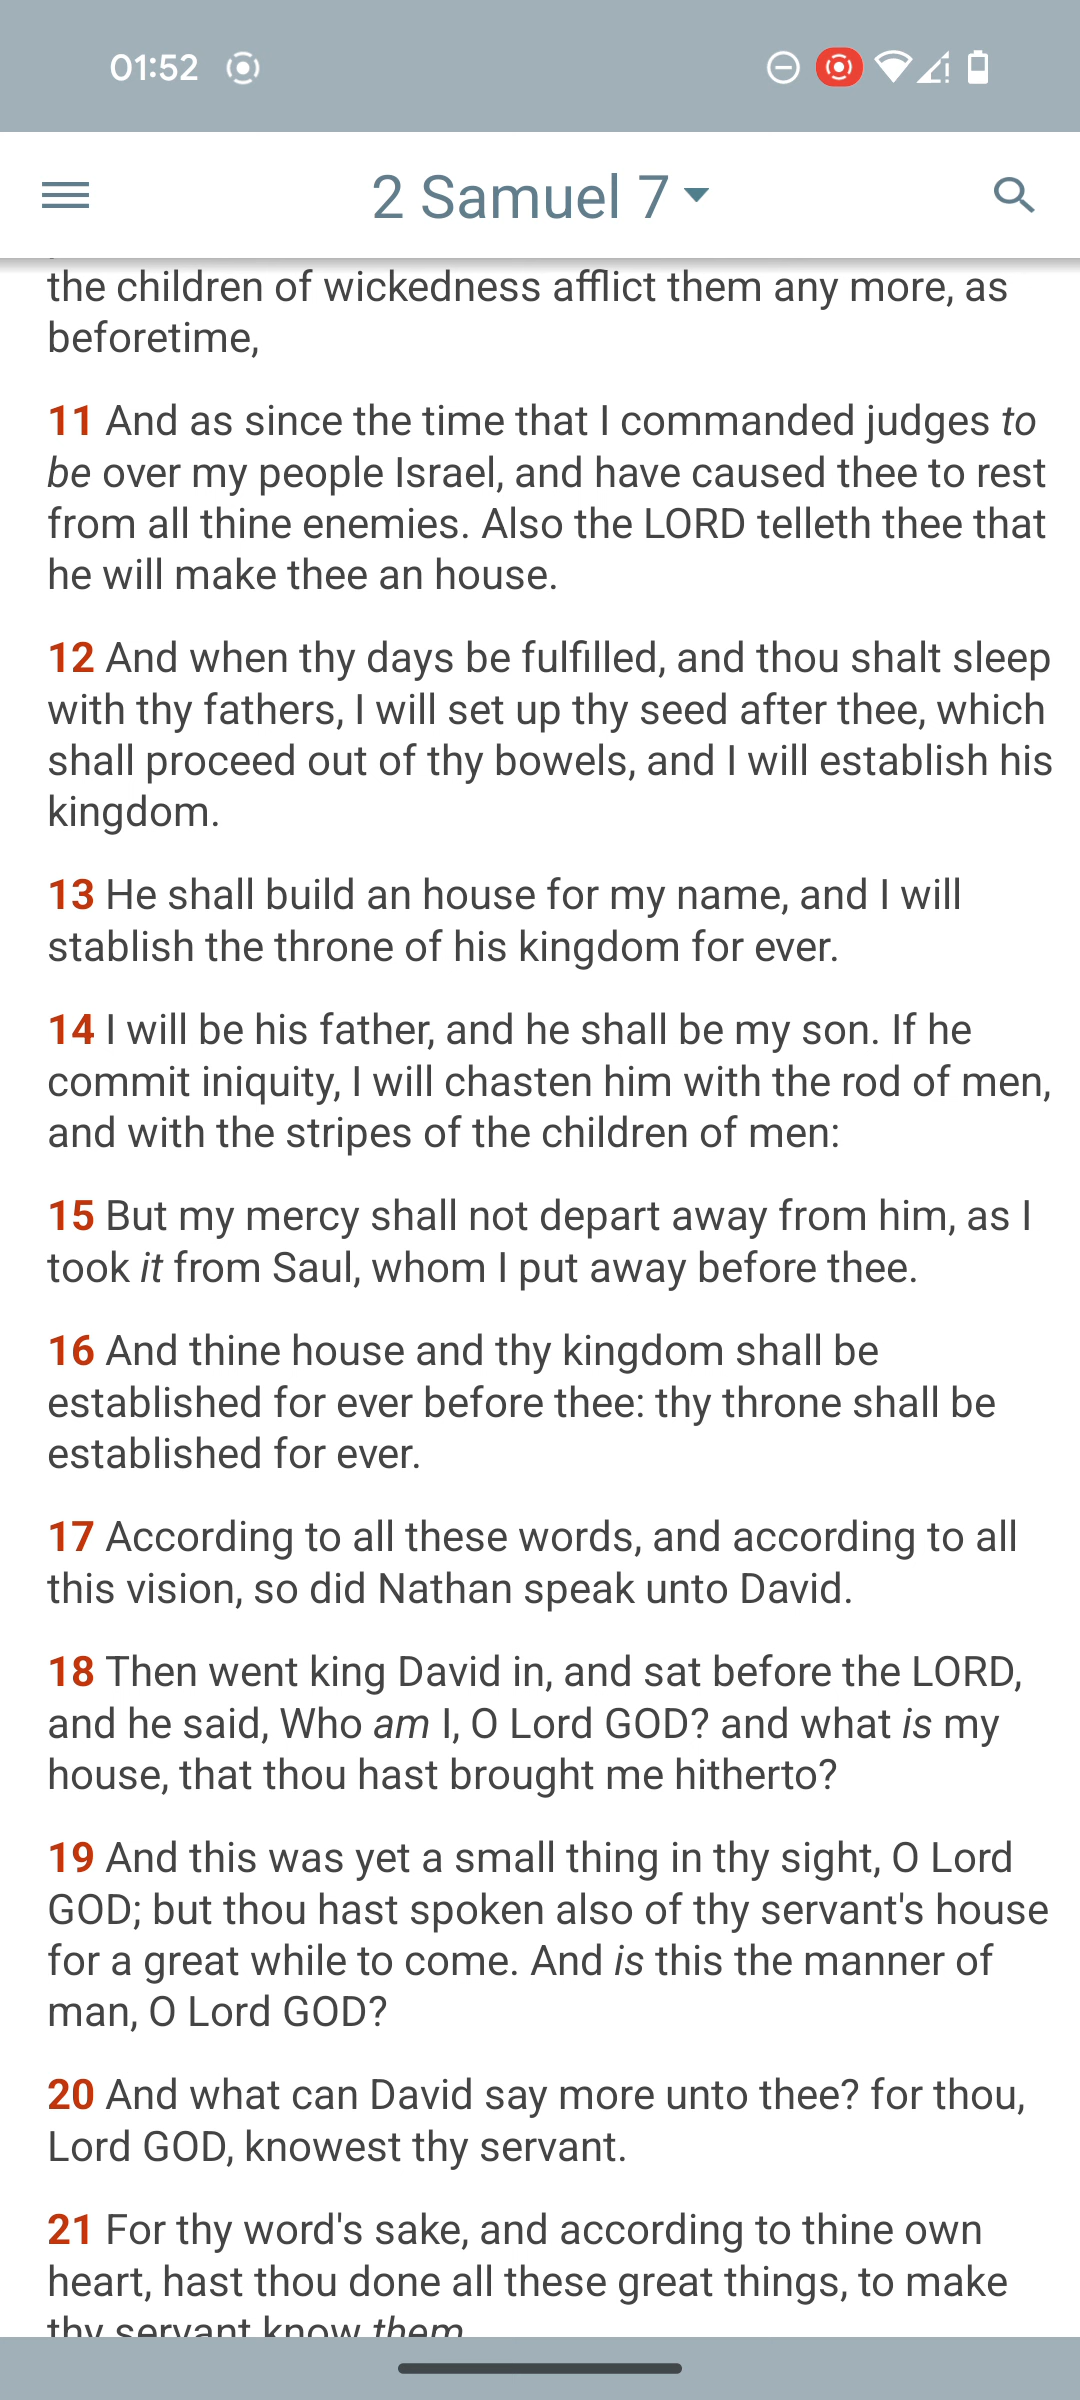 01:52
2 Samuel 7
the children of wickedness afflict them any more, as
beforetime,
11 And as since the time that I commanded judges to
be over my people Israel, and have caused thee to rest
from all thine enemies. Also the LORD telleth thee that
he will make thee an house.
12 And when thy days be fulfilled, and thou shalt sleep
with thy fathers, I will set up thy seed after thee, which
shall proceed out of thy bowels, and I will establish his
kingdom.
13 He shall build an house for my name, and I will
stablish the throne of his kingdom for ever.
14 I will be his father, and he shall be my son. If he
commit iniquity, I will chasten him with the rod of men,
and with the stripes of the children of men:
15 But my mercy shall not depart away from him, as I
took it from Saul, whom I put away before thee.
16 And thine house and thy kingdom shall be
established for ever before thee: thy throne shall be
established for ever.
17 According to all these words, and according to all
this vision, so did Nathan speak unto David.
18 Then went king David in, and sat before the LORD,
and he said, Who am I, O Lord GOD? and what is my
house, that thou hast brought me hitherto?
19 And this was yet a small thing in thy sight, O Lord
GOD; but thou hast spoken also of thy servant's house
for a great while to come. And is this the manner of
man, O Lord GOD?
20 And what can David say more unto thee? for thou,
Lord GOD, knowest thy servant.
21 For thy word's sake, and according to thine own
heart, hast thou done all these great things, to make
thy servant know them